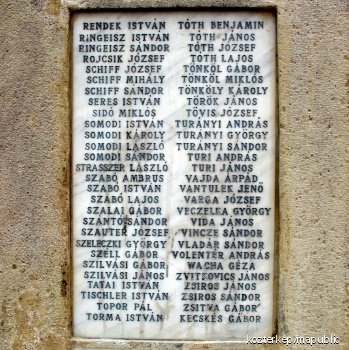 RENDEK ISTVÁN
RINGEISZ ISTVÁN
RINGEISZ SÁNDOR
ROJCSIK JÓZSEF
SCHIFF JÓZSEF
SCHIFF MIHÁLY
SCHIFF SÁNDOR
SERES ISTVÁN
SIDÓ MIKLÓS
SOMODI ISTVÁN
SOMODI KÁROLY
SOMODI LÁSZLÓ
SOMODI SÁNDOR
STRASSZER LÁSZLÓ
SZABÓ AMBRUS
SZABÓ ISTVÁN
SZABÓ LAJOS
SZALAI GÁBOR
SZÁNTÓ SÁNDOR
SZAUTER JÓZSEF
SZELECZKI GYÖRGY
SZÉLL GÁBOR
SZILVÁSI GÁBOR
SZILVÁSI JÁNOS
TATAI ISTVÁN
TISCHLER ISTVÁN
TOPOR PÁL
TORMA ISTVÁN
TÓTH BENJAMIN
TÓTH JÁNOS
TÓTH JÓZSEF
TÓTH LAJOS
TÖNKÖL GÁBOR
TÖNKÖL MIKLÓS
TÖNKÖLY KÁROLY
TÖRÖK JÁNOS
TÖVIS JÓZSEF
TURÁNYI ANDRÁS
TURÁNYI GYÖRGY
TURÁNYI SÁNDOR
TURI ANDRÁS
TURI JÁNOS
VAJDA ÁRPÁD
VANTULEK JENŐ
VARGA JÓZSEF
VECZELKA GYÖRGY
VIDA JÁNOS
VINCZE SÁNDOR
VLADÁR SÁNDOR
VOLENTÉR ANDRÁS
WACHA GÉZA
ZVITKOVICS JÁNOS
ZSIROS JÁNOS
ZSIROS SÁNDOR
ZSITVA GÁBOR
KECSKÉS GÁBOR
kozterkep/mapublic